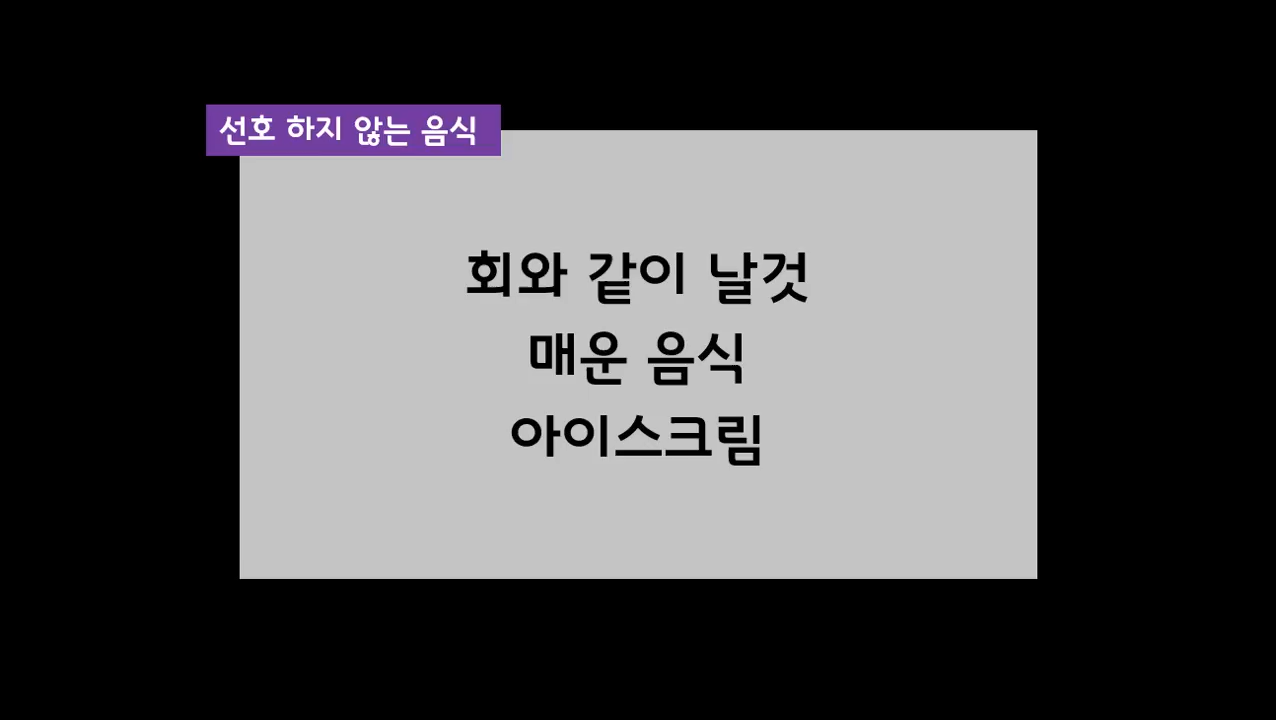 선호 하지 않는 음식
회와 같이 날것
매운 음식
아이스크림